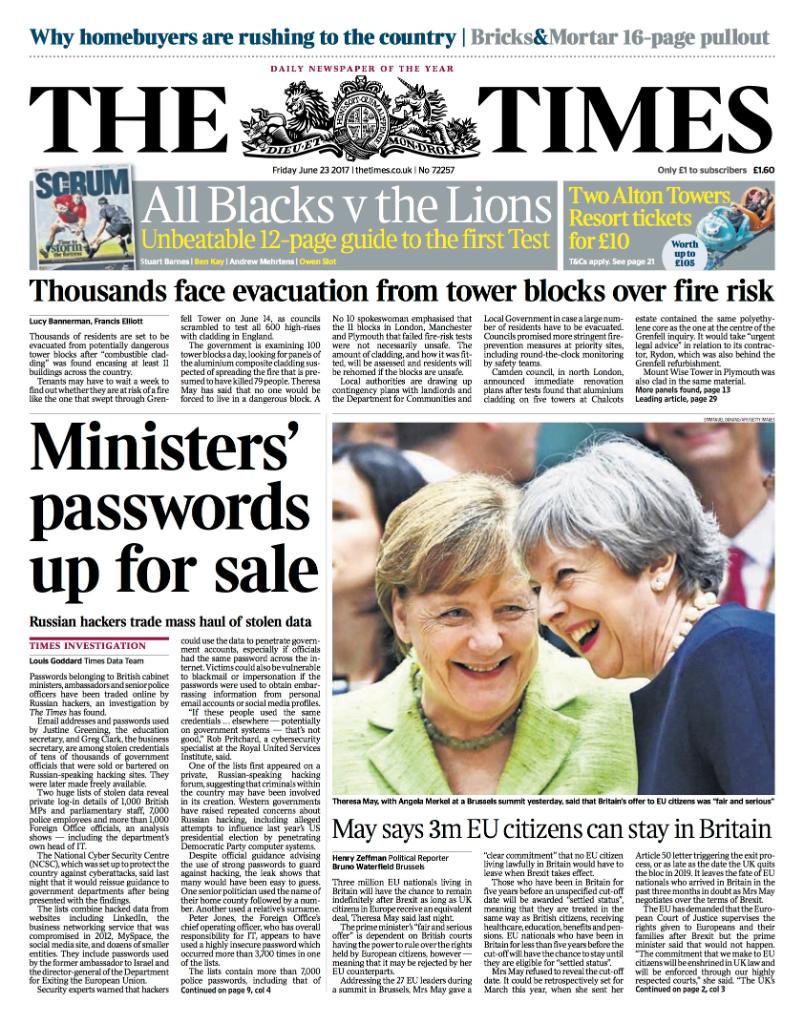 Why homebuyers are rushing to the country | Bricks&Mortar 16-page pullout
DAILY NEWSPAPER OF THE YEAR
THE TIMES
DIEU·ET MON·DROIT
Friday June 23 2017 | thetimes.co.uk | No 72257
Only £1 to subscribers £1.60
SCRUM
Time to
storm
the fortress
All Blacks v the Lions
Unbeatable 12-page guide to the first Test
Stuart Barnes | Ben Kay | Andrew Mehrtens | Owen Slot
Two Alton Towers
Resort tickets
for £10
T&Cs apply. See page 21
Worth
up to
£105
Thousands face evacuation from tower blocks over fire risk
Lucy Bannerman, Francis Elliott
Thousands of residents are set to be
evacuated from potentially dangerous
tower blocks after “combustible clad-
ding” was found encasing at least 11
buildings across the country.
Tenants may have to wait a week to
find out whether they are at risk of a fire
like the one that swept through Gren-
fell Tower on June 14, as councils
scrambled to test all 600 high-rises
with cladding in England.
The government is examining 100
tower blocks a day, looking for panels of
the aluminium composite cladding sus-
pected of spreading the fire that is pre-
sumed to have killed 79 people. Theresa
May has said that no one would be
forced to live in a dangerous block. A
No 10 spokeswoman emphasised that
the 11 blocks in London, Manchester
and Plymouth that failed fire-risk tests
were not necessarily unsafe. The
amount of cladding, and how it was fit-
ted, will be assessed and residents will
be rehomed if the blocks are unsafe.
Local authorities are drawing up
contingency plans with landlords and
the Department for Communities and
Local Government in case a large num-
ber of residents have to be evacuated.
Councils promised more stringent fire-
prevention measures at priority sites,
including round-the-clock monitoring
by safety teams.
Camden council, in north London,
announced immediate renovation
plans after tests found that aluminium
cladding on five towers at Chalcots
estate contained the same polyethy-
lene core as the one at the centre of the
Grenfell inquiry. It would take “urgent
legal advice” in relation to its contrac-
tor, Rydon, which was also behind the
Grenfell refurbishment.
Mount Wise Tower in Plymouth was
also clad in the same material.
More panels found, page 13
Leading article, page 29
Ministers’
passwords
up for sale
Russian hackers trade mass haul of stolen data
TIMES INVESTIGATION
Louis Goddard Times Data Team
Passwords belonging to British cabinet
ministers, ambassadors and senior police
officers have been traded online by
Russian hackers, an investigation by
The Times has found.
Email addresses and passwords used
by Justine Greening, the education
secretary, and Greg Clark, the business
secretary, are among stolen credentials
of tens of thousands of government
officials that were sold or bartered on
Russian-speaking hacking sites. They
were later made freely available.
Two huge lists of stolen data reveal
private log-in details of 1,000 British
MPs and parliamentary staff, 7,000
police employees and more than 1,000
Foreign Office officials, an analysis
shows — including the department’s
own head of IT.
The National Cyber Security Centre
(NCSC), which was set up to protect the
country against cyberattacks, said last
night that it would reissue guidance to
government departments after being
presented with the findings.
The lists combine hacked data from
websites including LinkedIn, the
business networking service that was
compromised in 2012, MySpace, the
social media site, and dozens of smaller
entities. They include passwords used
by the former ambassador to Israel and
the director-general of the Department
for Exiting the European Union.
Security experts warned that hackers
could use the data to penetrate govern-
ment accounts, especially if officials
had the same password across the in-
ternet. Victims could also be vulnerable
to blackmail or impersonation if the
passwords were used to obtain embar-
rassing information from personal
email accounts or social media profiles.
“If these people used the same
credentials ... elsewhere — potentially
on government systems — that’s not
good,” Rob Pritchard, a cybersecurity
specialist at the Royal United Services
Institute, said.
One of the lists first appeared on a
private, Russian-speaking hacking
forum, suggesting that criminals within
the country may have been involved
in its creation. Western governments
have raised repeated concerns about
Russian hacking, including alleged
attempts to influence last year’s US
presidential election by penetrating
Democratic Party computer systems.
Despite official guidance advising
the use of strong passwords to guard
against hacking, the leak shows that
many would have been easy to guess.
One senior politician used the name of
their home county followed by a num-
ber. Another used a relative’s surname.
Peter Jones, the Foreign Office’s
chief operating officer, who has overall
responsibility for IT, appears to have
used a highly insecure password which
occurred more than 3,700 times in one
of the lists.
The lists contain more than 7,000
police passwords, including that of
Continued on page 9, col 4
EMMANUEL DUNAND/AFP/GETTY IMAGES
Theresa May, with Angela Merkel at a Brussels summit yesterday, said that Britain’s offer to EU citizens was “fair and serious”
May says 3m EU citizens can stay in Britain
Henry Zeffman Political Reporter
Bruno Waterfield Brussels
Three million EU nationals living in
Britain will have the chance to remain
indefinitely after Brexit as long as UK
citizens in Europe receive an equivalent
deal, Theresa May said last night.
The prime minister’s “fair and serious
offer” is dependent on British courts
having the power to rule over the rights
held by European citizens, however —
meaning that it may be rejected by her
EU counterparts.
Addressing the 27 EU leaders during
a summit in Brussels, Mrs May gave a
“clear commitment” that no EU citizen
living lawfully in Britain would have to
leave when Brexit takes effect.
Those who have been in Britain for
five years before an unspecified cut-off
date will be awarded “settled status”,
meaning that they are treated in the
same way as British citizens, receiving
healthcare, education, benefits and pen-
sions. EU nationals who have been in
Britain for less than five years before the
cut-off will have the chance to stay until
they are eligible for “settled status”.
Mrs May refused to reveal the cut-off
date. It could be retrospectively set for
March this year, when she sent her
Article 50 letter triggering the exit pro-
cess, or as late as the date the UK quits
the bloc in 2019. It leaves the fate of EU
nationals who arrived in Britain in the
past three months in doubt as Mrs May
negotiates over the terms of Brexit.
The EU has demanded that the Euro-
pean Court of Justice supervises the
rights given to Europeans and their
families after Brexit but the prime
minister said that would not happen.
“The commitment that we make to EU
citizens will be enshrined in UK law and
will be enforced through our highly
respected courts,” she said. “The UK’s
Continued on page 2, col 3